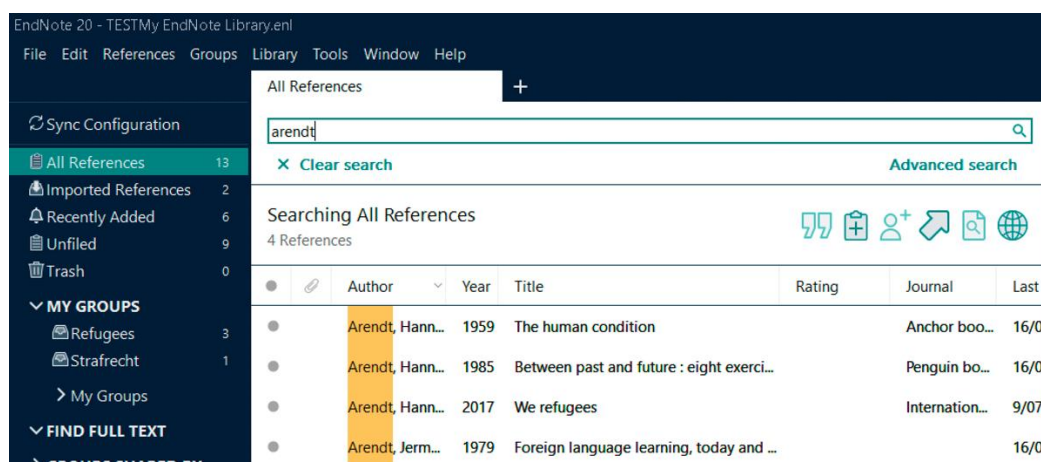 EndNote 20 - TESTMy EndNote Library.enl
File Edit References Groups Library Tools Window Help
All References +
Sync Configuration
arendt
All References 13
× Clear search Advanced search
Imported References 2
Recently Added 6
Searching All References
Unfiled 9
4 References
Trash 0
Author Year Title Rating Journal Last
MY GROUPS
Refugees 3
Arendt, Hann... 1959 The human condition Anchor boo... 16/0
Strafrecht 1
Arendt, Hann... 1985 Between past and future : eight exerci... Penguin bo... 16/0
My Groups
Arendt, Hann... 2017 We refugees Internation... 9/07
FIND FULL TEXT
Arendt, Jerm... 1979 Foreign language learning, today and ... 16/0